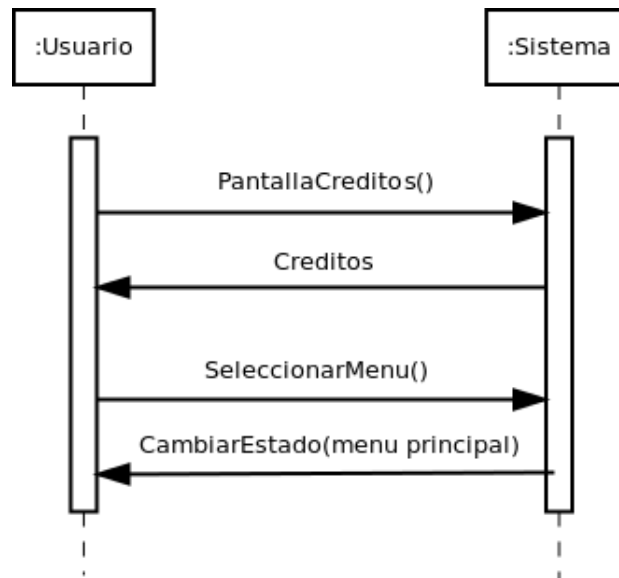 :Usuario
:Sistema
PantallaCreditos()
Creditos
SeleccionarMenu()
CambiarEstado(menu principal)